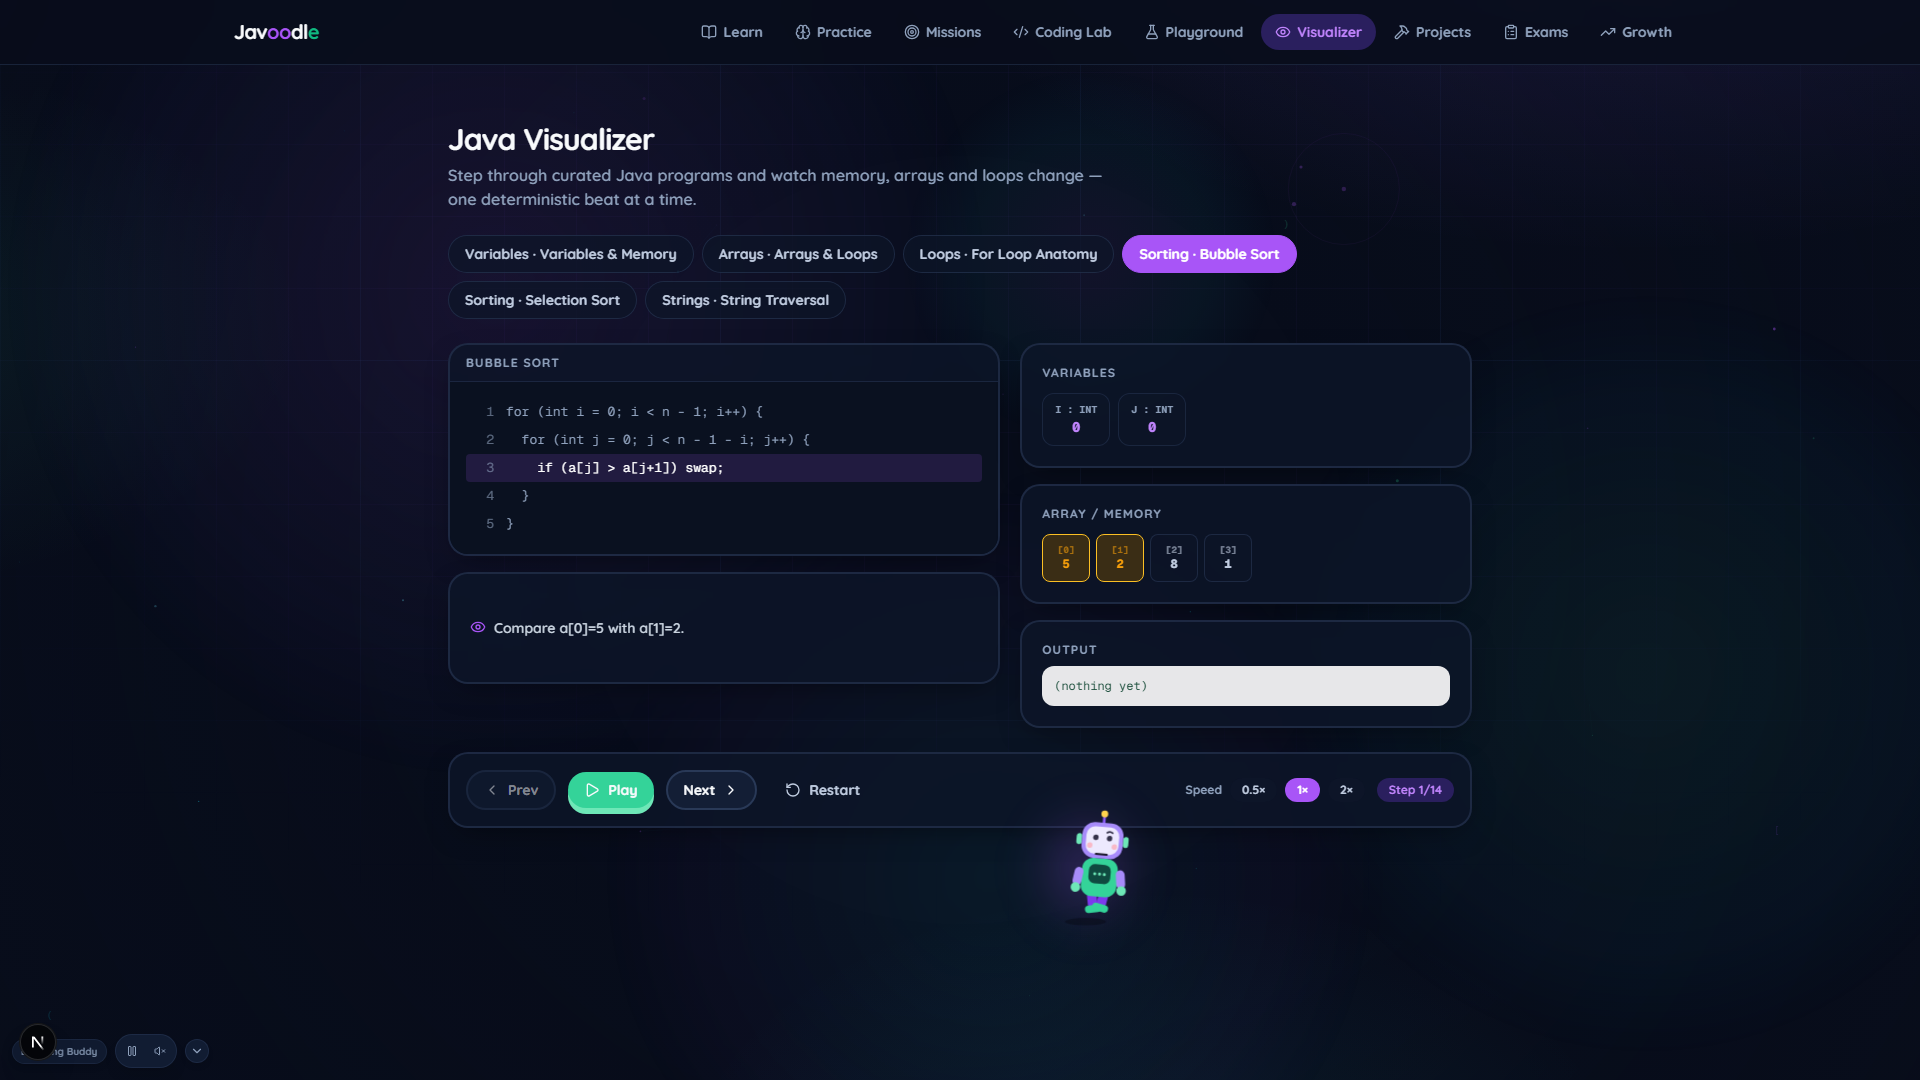 Javoodle
Learn
Practice
Missions
Coding Lab
Playground
Visualizer
Projects
Exams
Growth
Java Visualizer
Step through curated Java programs and watch memory, arrays and loops change —
one deterministic beat at a time.
Variables · Variables & Memory
Arrays · Arrays & Loops
Loops · For Loop Anatomy
Sorting · Bubble Sort
Sorting · Selection Sort
Strings · String Traversal
BUBBLE SORT
1 for (int i = 0; i < n - 1; i++) {
2 for (int j = 0; j < n - 1 - i; j++) {
3 if (a[j] > a[j+1]) swap;
4 }
5 }
Compare a[0]=5 with a[1]=2.
VARIABLES
I : INT
0
J : INT
0
ARRAY / MEMORY
[0]
5
[1]
2
[2]
8
[3]
1
OUTPUT
(nothing yet)
Prev
Play
Next
Restart
Speed
0.5×
1×
2×
Step 1/14
N
Buddy